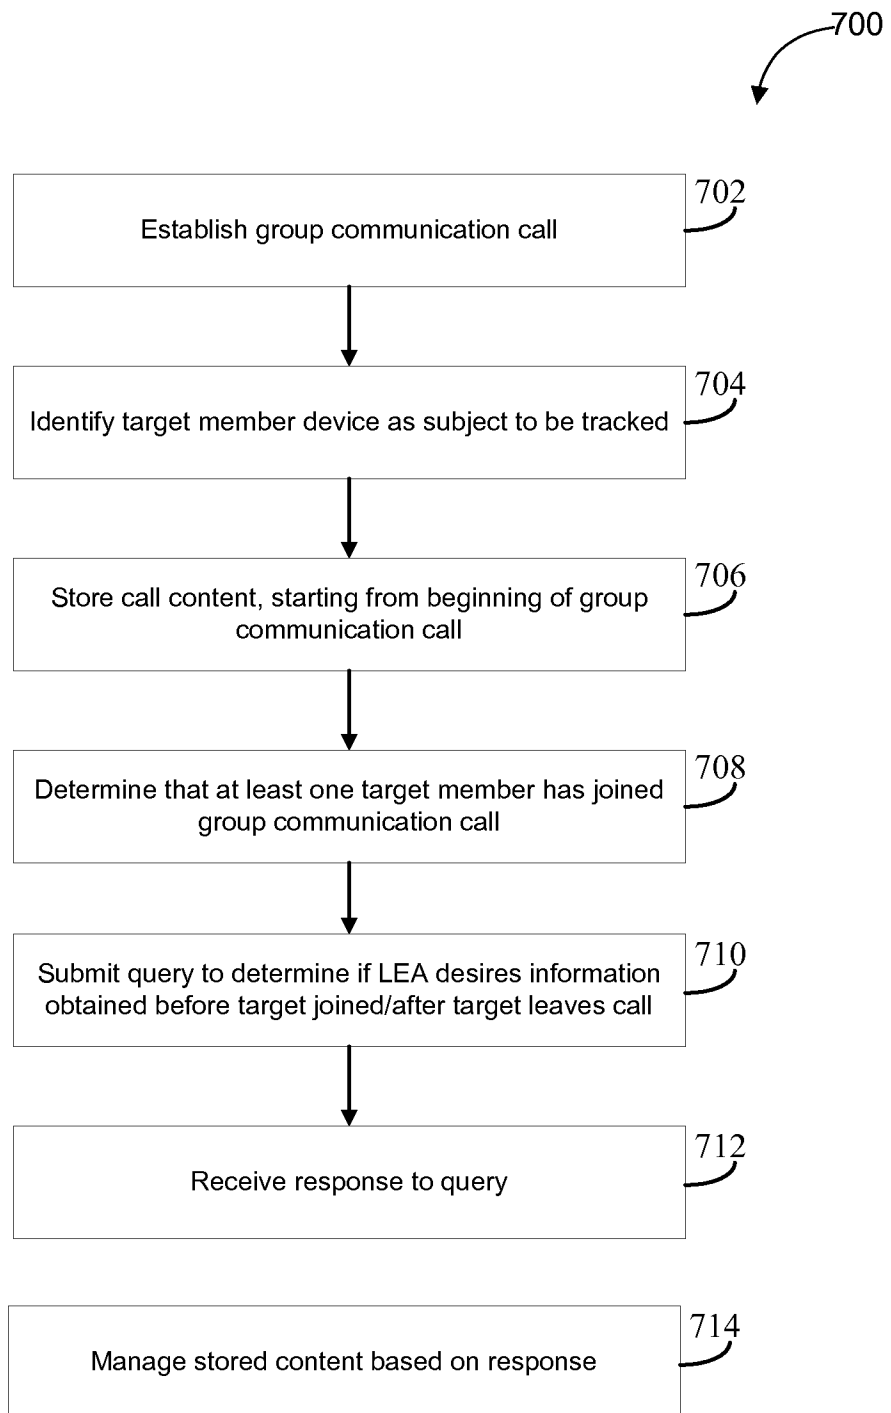 700
702
Establish group communication call
704
Identify target member device as subject to be tracked
706
Store call content, starting from beginning of group
communication call
708
Determine that at least one target member has joined
group communication call
710
Submit query to determine if LEA desires information
obtained before target joined/after target leaves call
712
Receive response to query
714
Manage stored content based on response